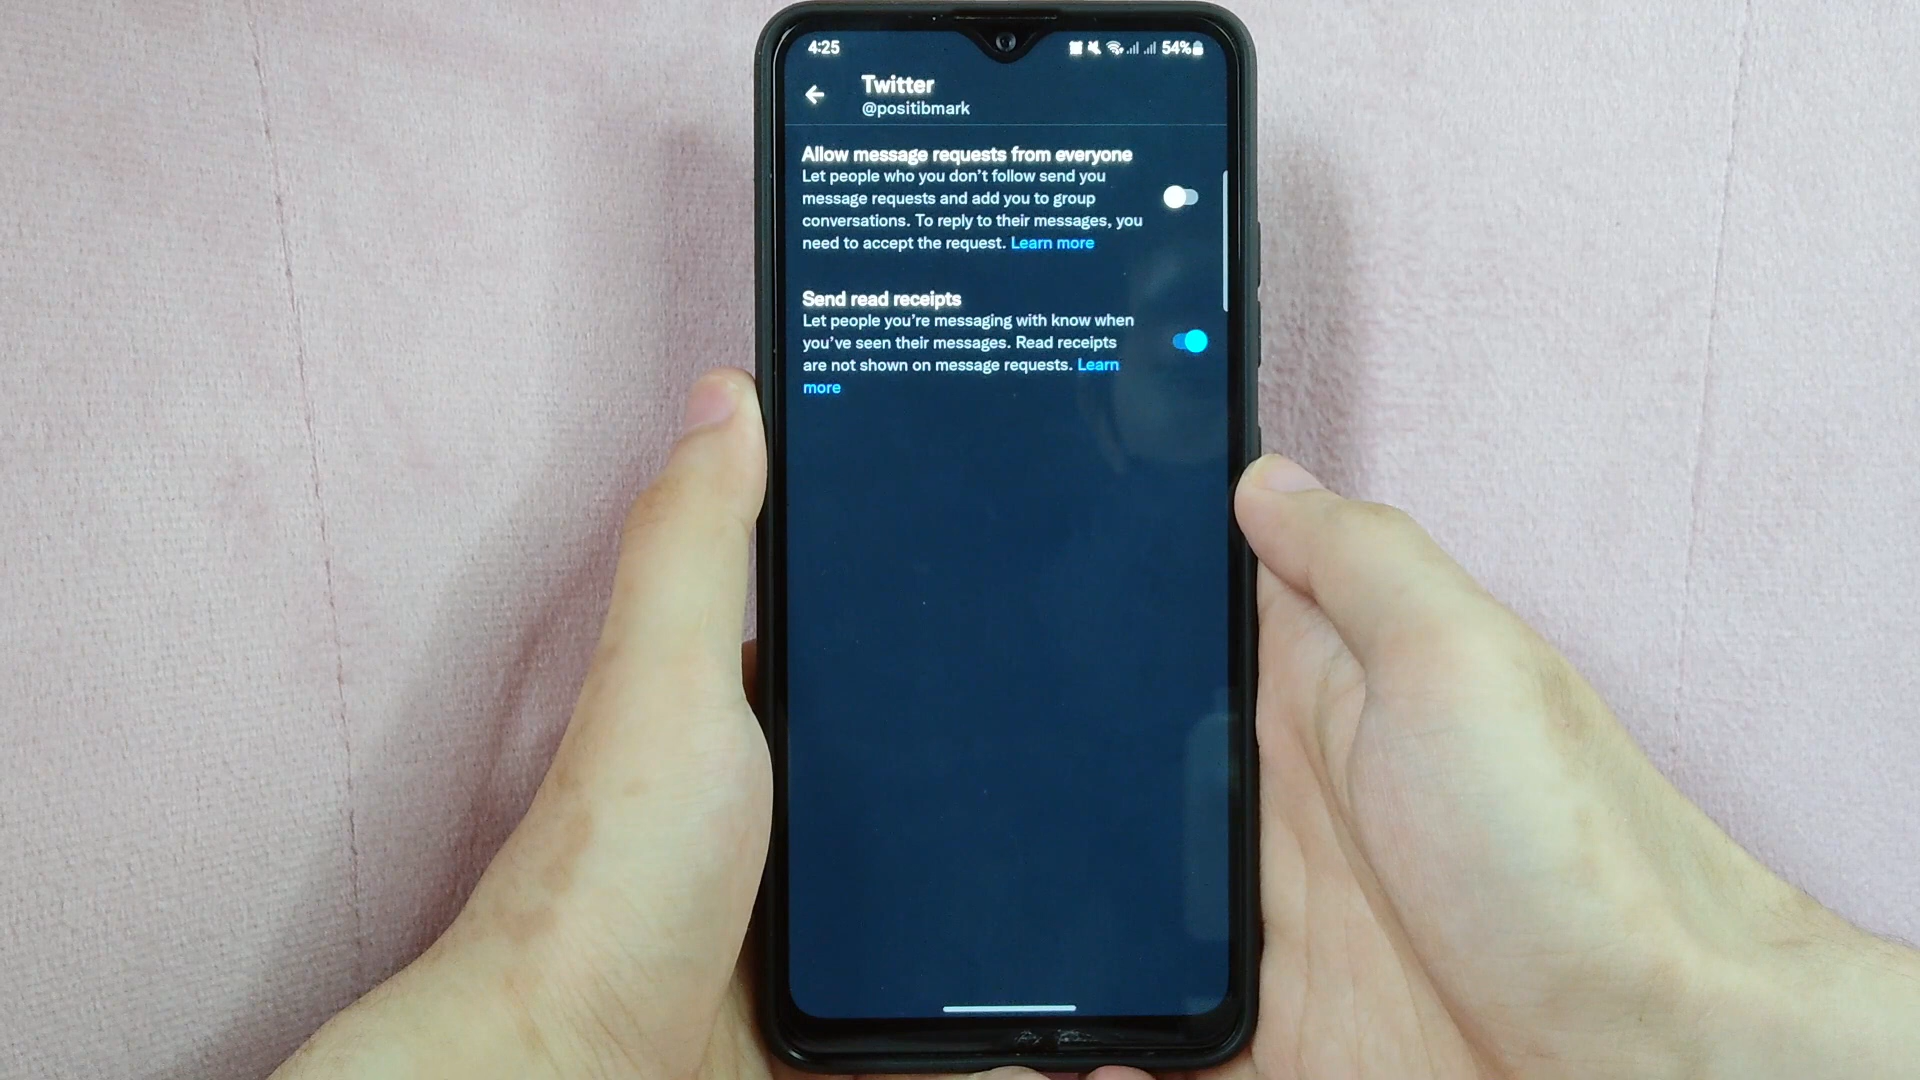 4:25
54%
Twitter
@positibmark
Allow message requests from everyone
Let people who you don't follow send you
message requests and add you to group
conversations. To reply to their messages, you
need to accept the request. Learn more
Send read receipts
Let people you're messaging with know when
you've seen their messages. Read receipts
are not shown on message requests. Learn
more